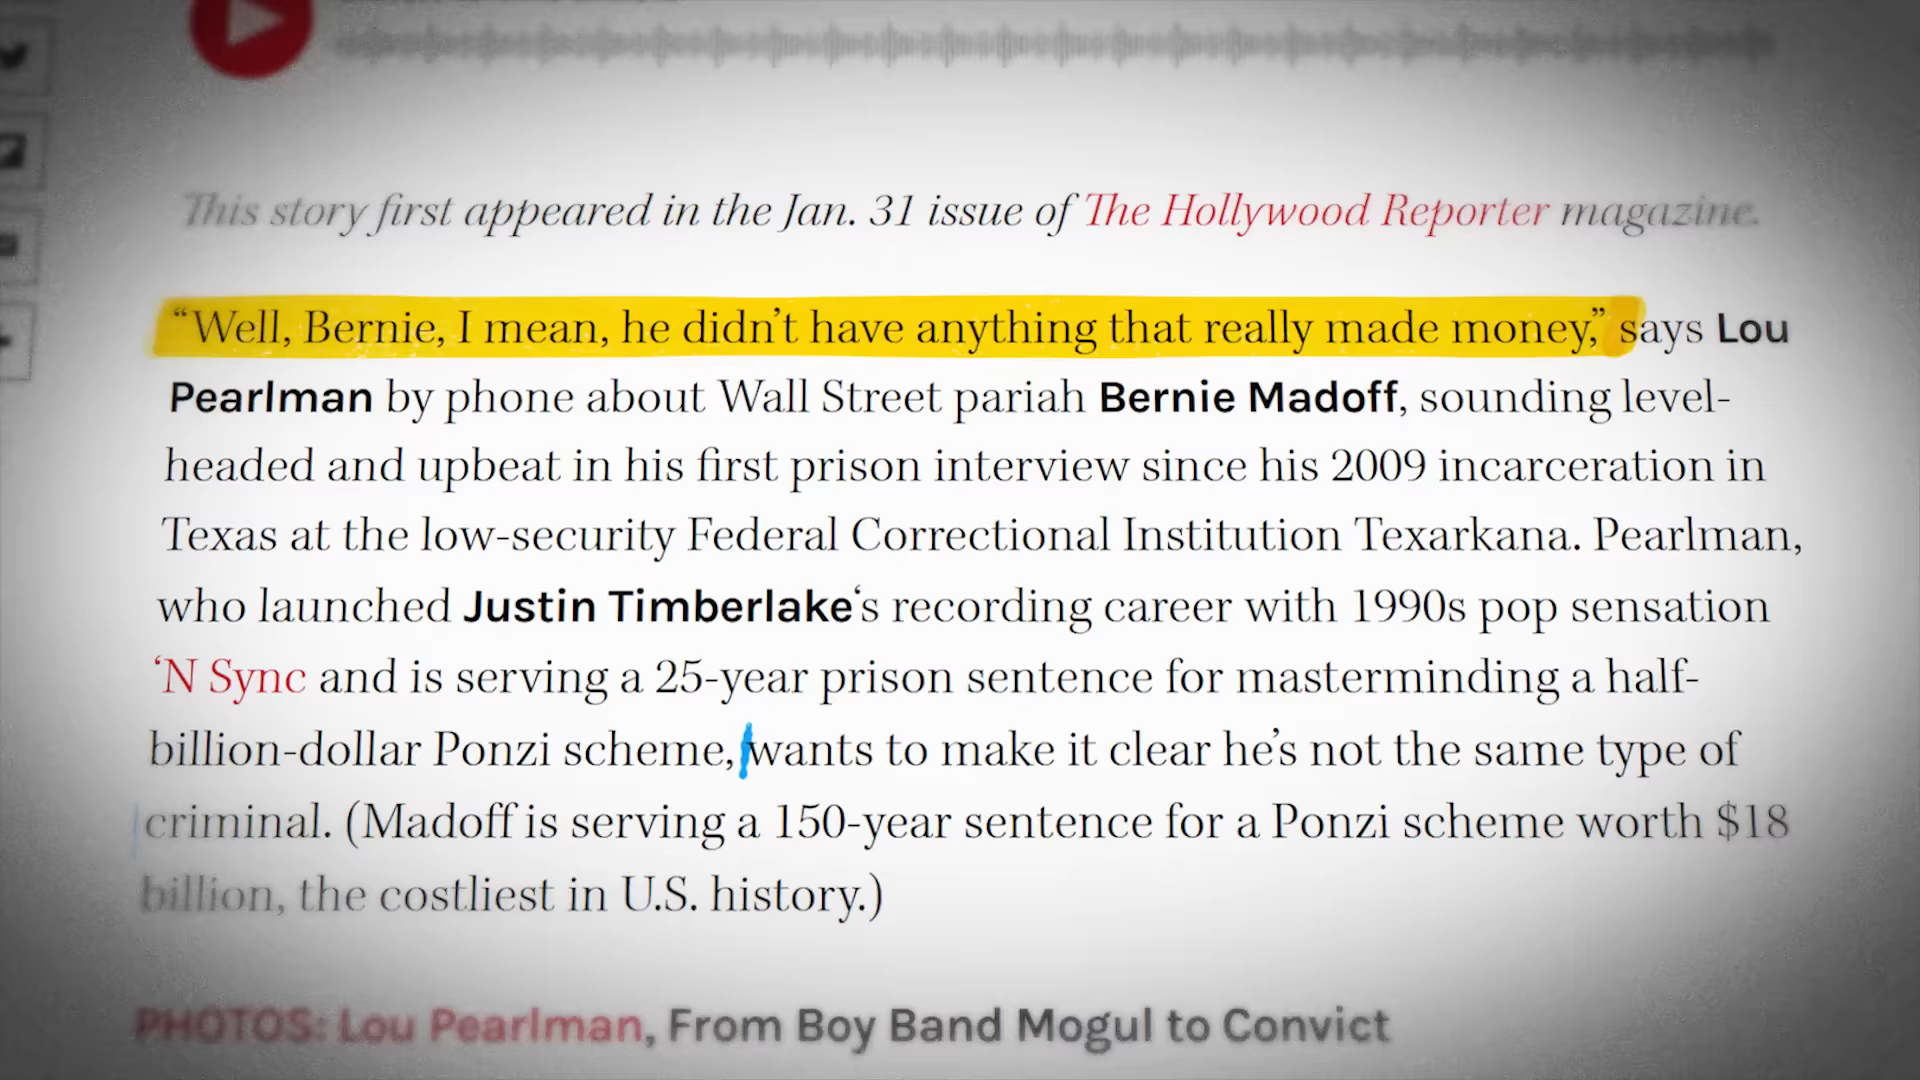 This story first appeared in the Jan. 31 issue of The Hollywood Reporter magazine.
“Well, Bernie, I mean, he didn’t have anything that really made money,” says Lou
Pearlman by phone about Wall Street pariah Bernie Madoff, sounding level-
headed and upbeat in his first prison interview since his 2009 incarceration in
Texas at the low-security Federal Correctional Institution Texarkana. Pearlman,
who launched Justin Timberlake‘s recording career with 1990s pop sensation
‘N Sync and is serving a 25-year prison sentence for masterminding a half-
billion-dollar Ponzi scheme, wants to make it clear he’s not the same type of
criminal. (Madoff is serving a 150-year sentence for a Ponzi scheme worth $18
billion, the costliest in U.S. history.)
PHOTOS: Lou Pearlman, From Boy Band Mogul to Convict